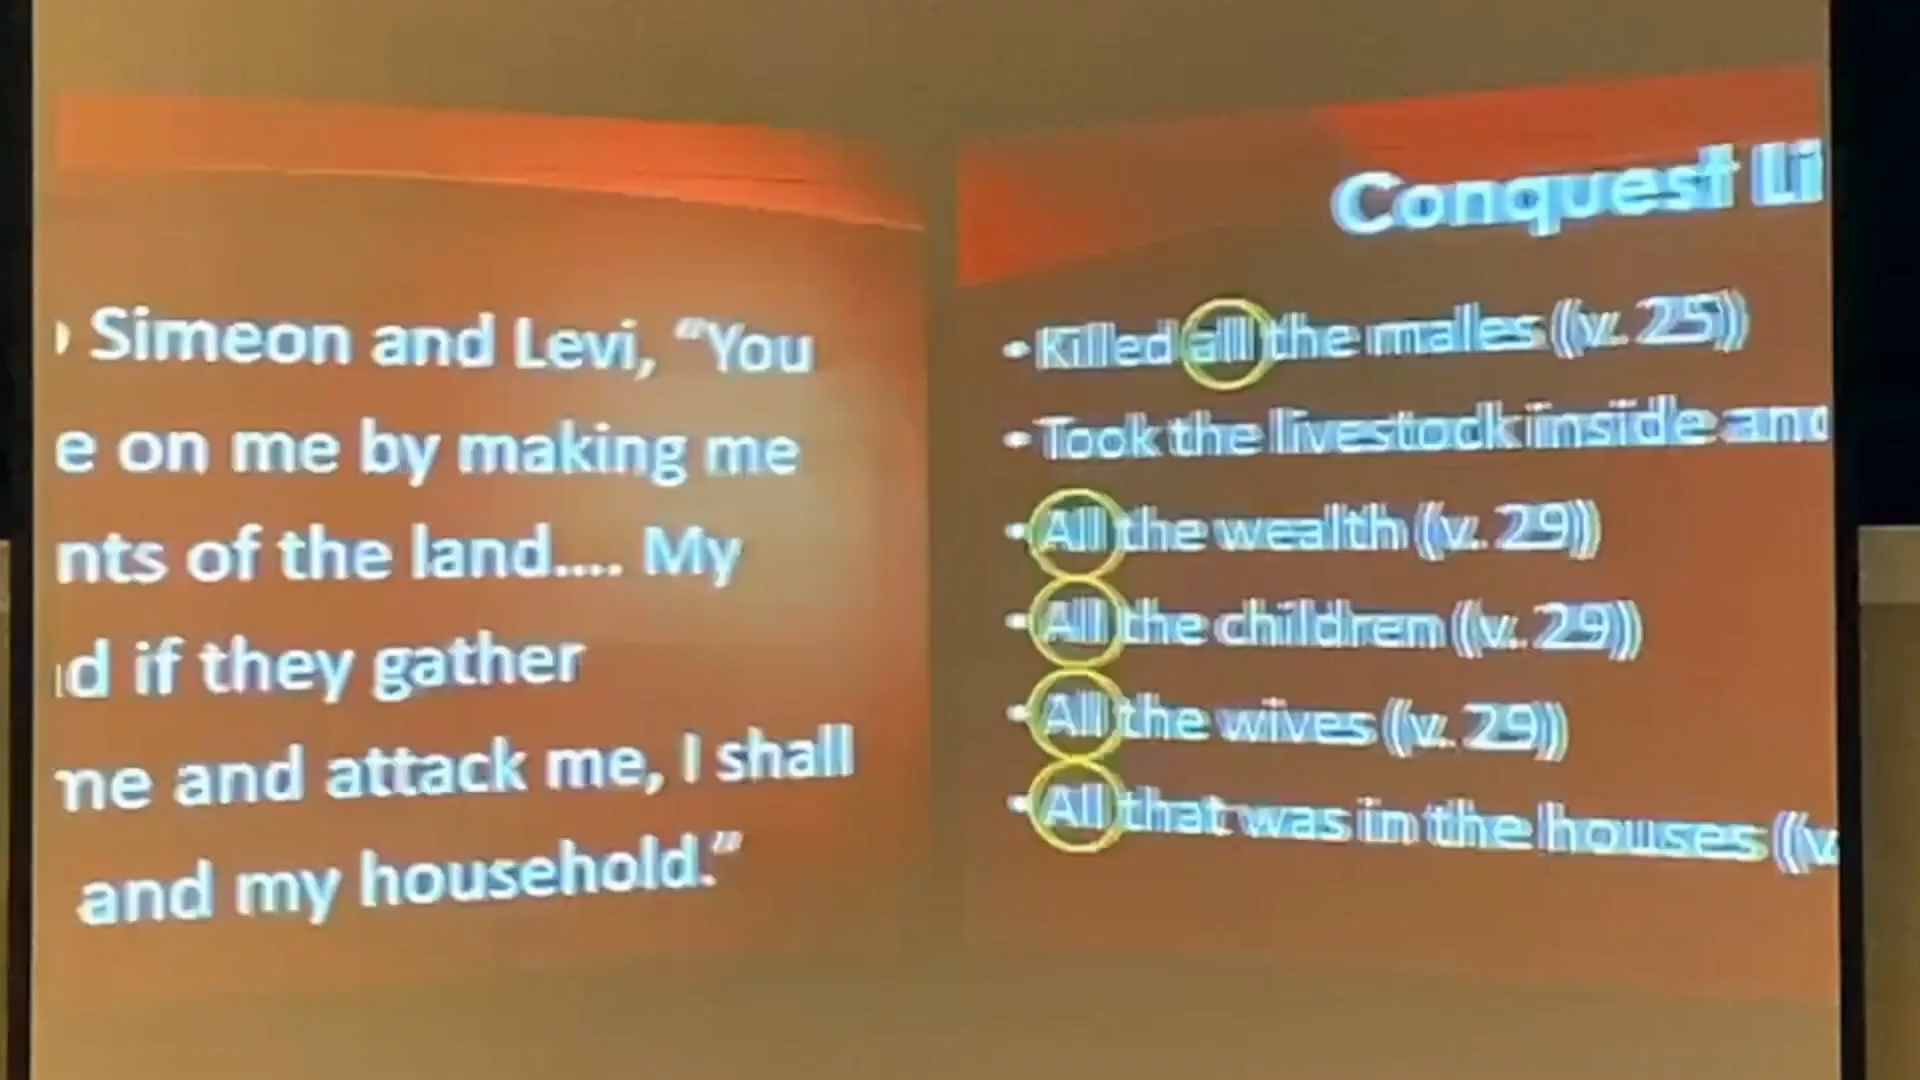 Simeon and Levi, “You
e on me by making me
nts of the land.... My
d if they gather
me and attack me, I shall
and my household.”
Conquest Li
• Killed all the males (v. 25)
• Took the livestock inside and
• All the wealth (v. 29)
• All the children (v. 29)
• All the wives (v. 29)
• All that was in the houses (v.